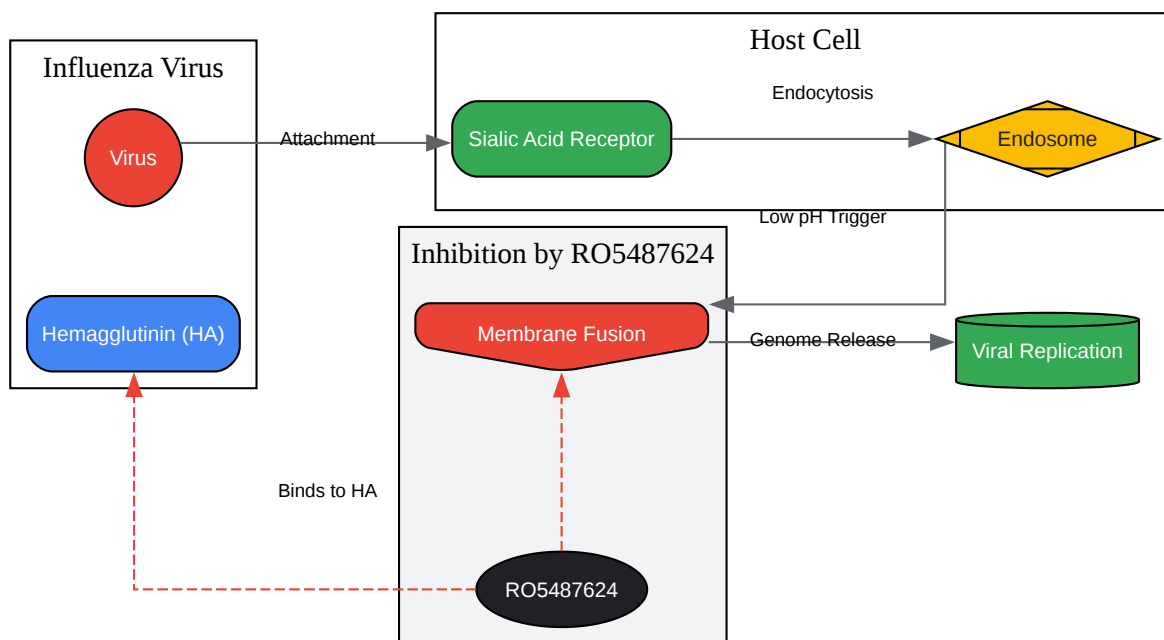 Influenza Virus
Virus
Hemagglutinin (HA)
Attachment
Host Cell
Sialic Acid Receptor
Endocytosis
Endosome
Low pH Trigger
Inhibition by RO5487624
Membrane Fusion
Genome Release
Viral Replication
Binds to HA
RO5487624